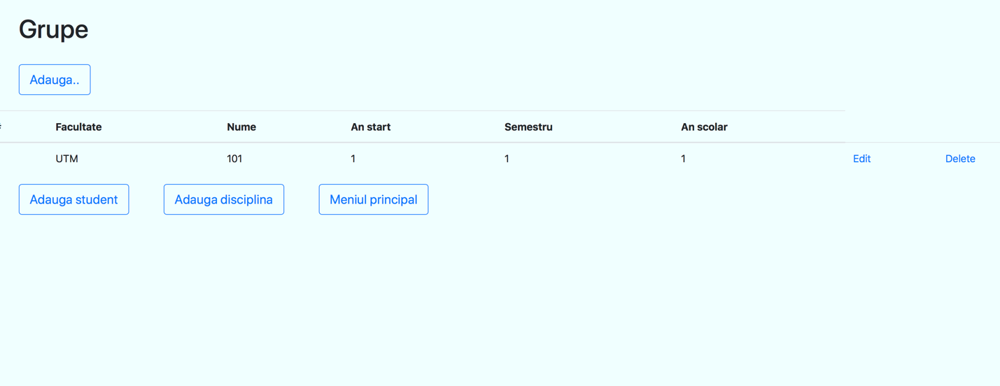 Grupe
Adauga..
Facultate Nume An start Semestru An scolar
UTM 101 1 1 1 Edit Delete
Adauga student Adauga disciplina Meniul principal